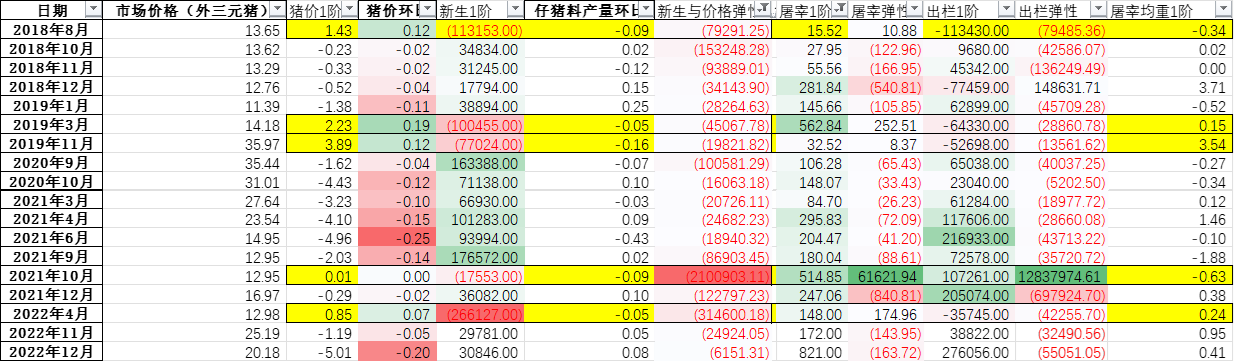 日期 市场价格（外三元猪） 猪价1阶 猪价环比 新生1阶 仔猪料产量环比 新生与价格弹性 屠宰1阶 屠宰弹性 出栏1阶 出栏弹性 屠宰均重1阶
2018年8月 13.65 1.43 0.12 (113153.00) -0.09 (79291.25) 15.52 10.88 -113430.00 (79485.36) -0.34
2018年10月 13.62 -0.23 -0.02 34834.00 0.02 (153248.28) 27.95 (122.96) 9680.00 (42586.07) 0.02
2018年11月 13.29 -0.33 -0.02 31245.00 -0.12 (93889.01) 55.56 (166.95) 45342.00 (136249.49) 0.00
2018年12月 12.76 -0.52 -0.04 17794.00 0.15 (34143.90) 281.84 (540.81) -77459.00 148631.71 3.71
2019年1月 11.39 -1.38 -0.11 38894.00 0.25 (28264.63) 145.66 (105.85) 62899.00 (45709.28) -0.52
2019年3月 14.18 2.23 0.19 (100455.00) -0.05 (45067.78) 562.84 252.51 -64330.00 (28860.78) 0.15
2019年11月 35.97 3.89 0.12 (77024.00) -0.16 (19821.82) 32.52 8.37 -52698.00 (13561.62) 3.54
2020年9月 35.44 -1.62 -0.04 163388.00 -0.07 (100581.29) 106.28 (65.43) 65038.00 (40037.25) -0.27
2020年10月 31.01 -4.43 -0.12 71138.00 0.10 (16063.18) 148.07 (33.43) 23040.00 (5202.50) -0.34
2021年3月 27.64 -3.23 -0.10 66930.00 -0.03 (20726.11) 84.70 (26.23) 61284.00 (18977.72) 0.12
2021年4月 23.54 -4.10 -0.15 101283.00 0.09 (24682.23) 295.83 (72.09) 117606.00 (28660.08) 1.46
2021年6月 14.95 -4.96 -0.25 93994.00 -0.43 (18940.32) 204.47 (41.20) 216933.00 (43713.22) -0.10
2021年9月 12.95 -2.03 -0.14 176572.00 0.02 (86903.45) 180.04 (88.61) 72578.00 (35720.72) -1.88
2021年10月 12.95 0.01 0.00 (17553.00) -0.09 (2100903.11) 514.85 61621.94 107261.00 12837974.61 -0.63
2021年12月 16.97 -0.29 -0.02 36082.00 0.10 (122797.23) 247.06 (840.81) 205074.00 (697924.70) 0.38
2022年4月 12.98 0.85 0.07 (266127.00) -0.05 (314600.18) 148.00 174.96 -35745.00 (42255.70) 0.24
2022年11月 25.19 -1.19 -0.05 29781.00 0.05 (24924.05) 172.00 (143.95) 38822.00 (32490.56) 0.95
2022年12月 20.18 -5.01 -0.20 30846.00 0.08 (6151.31) 821.00 (163.72) 276056.00 (55051.05) 0.41